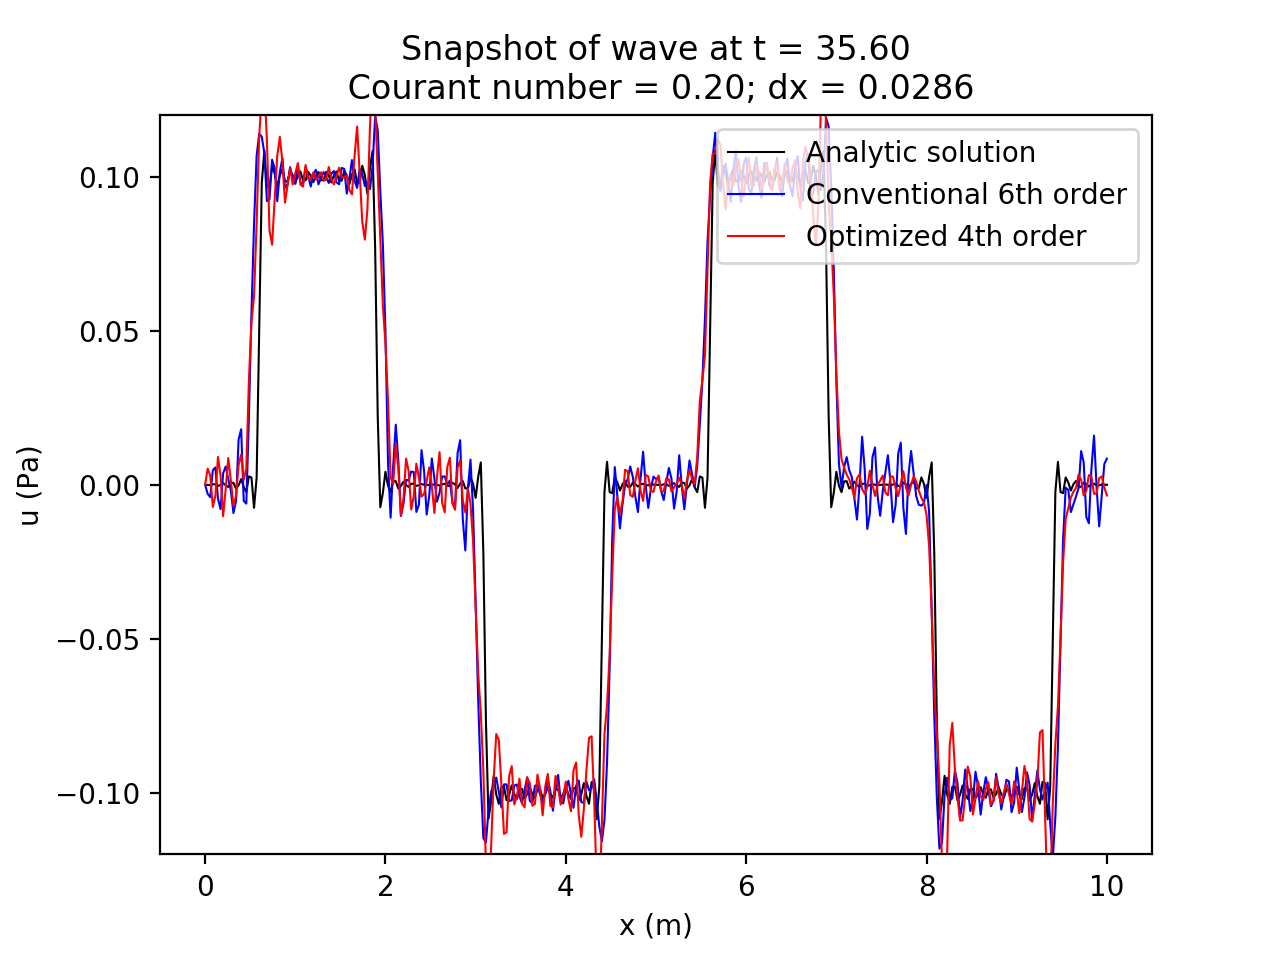 Snapshot of wave at t = 35.60
Courant number = 0.20; dx = 0.0286
Analytic solution
Conventional 6th order
Optimized 4th order
0.10
0.05
0.00
−0.05
−0.10
u (Pa)
0 2 4 6 8 10
x (m)